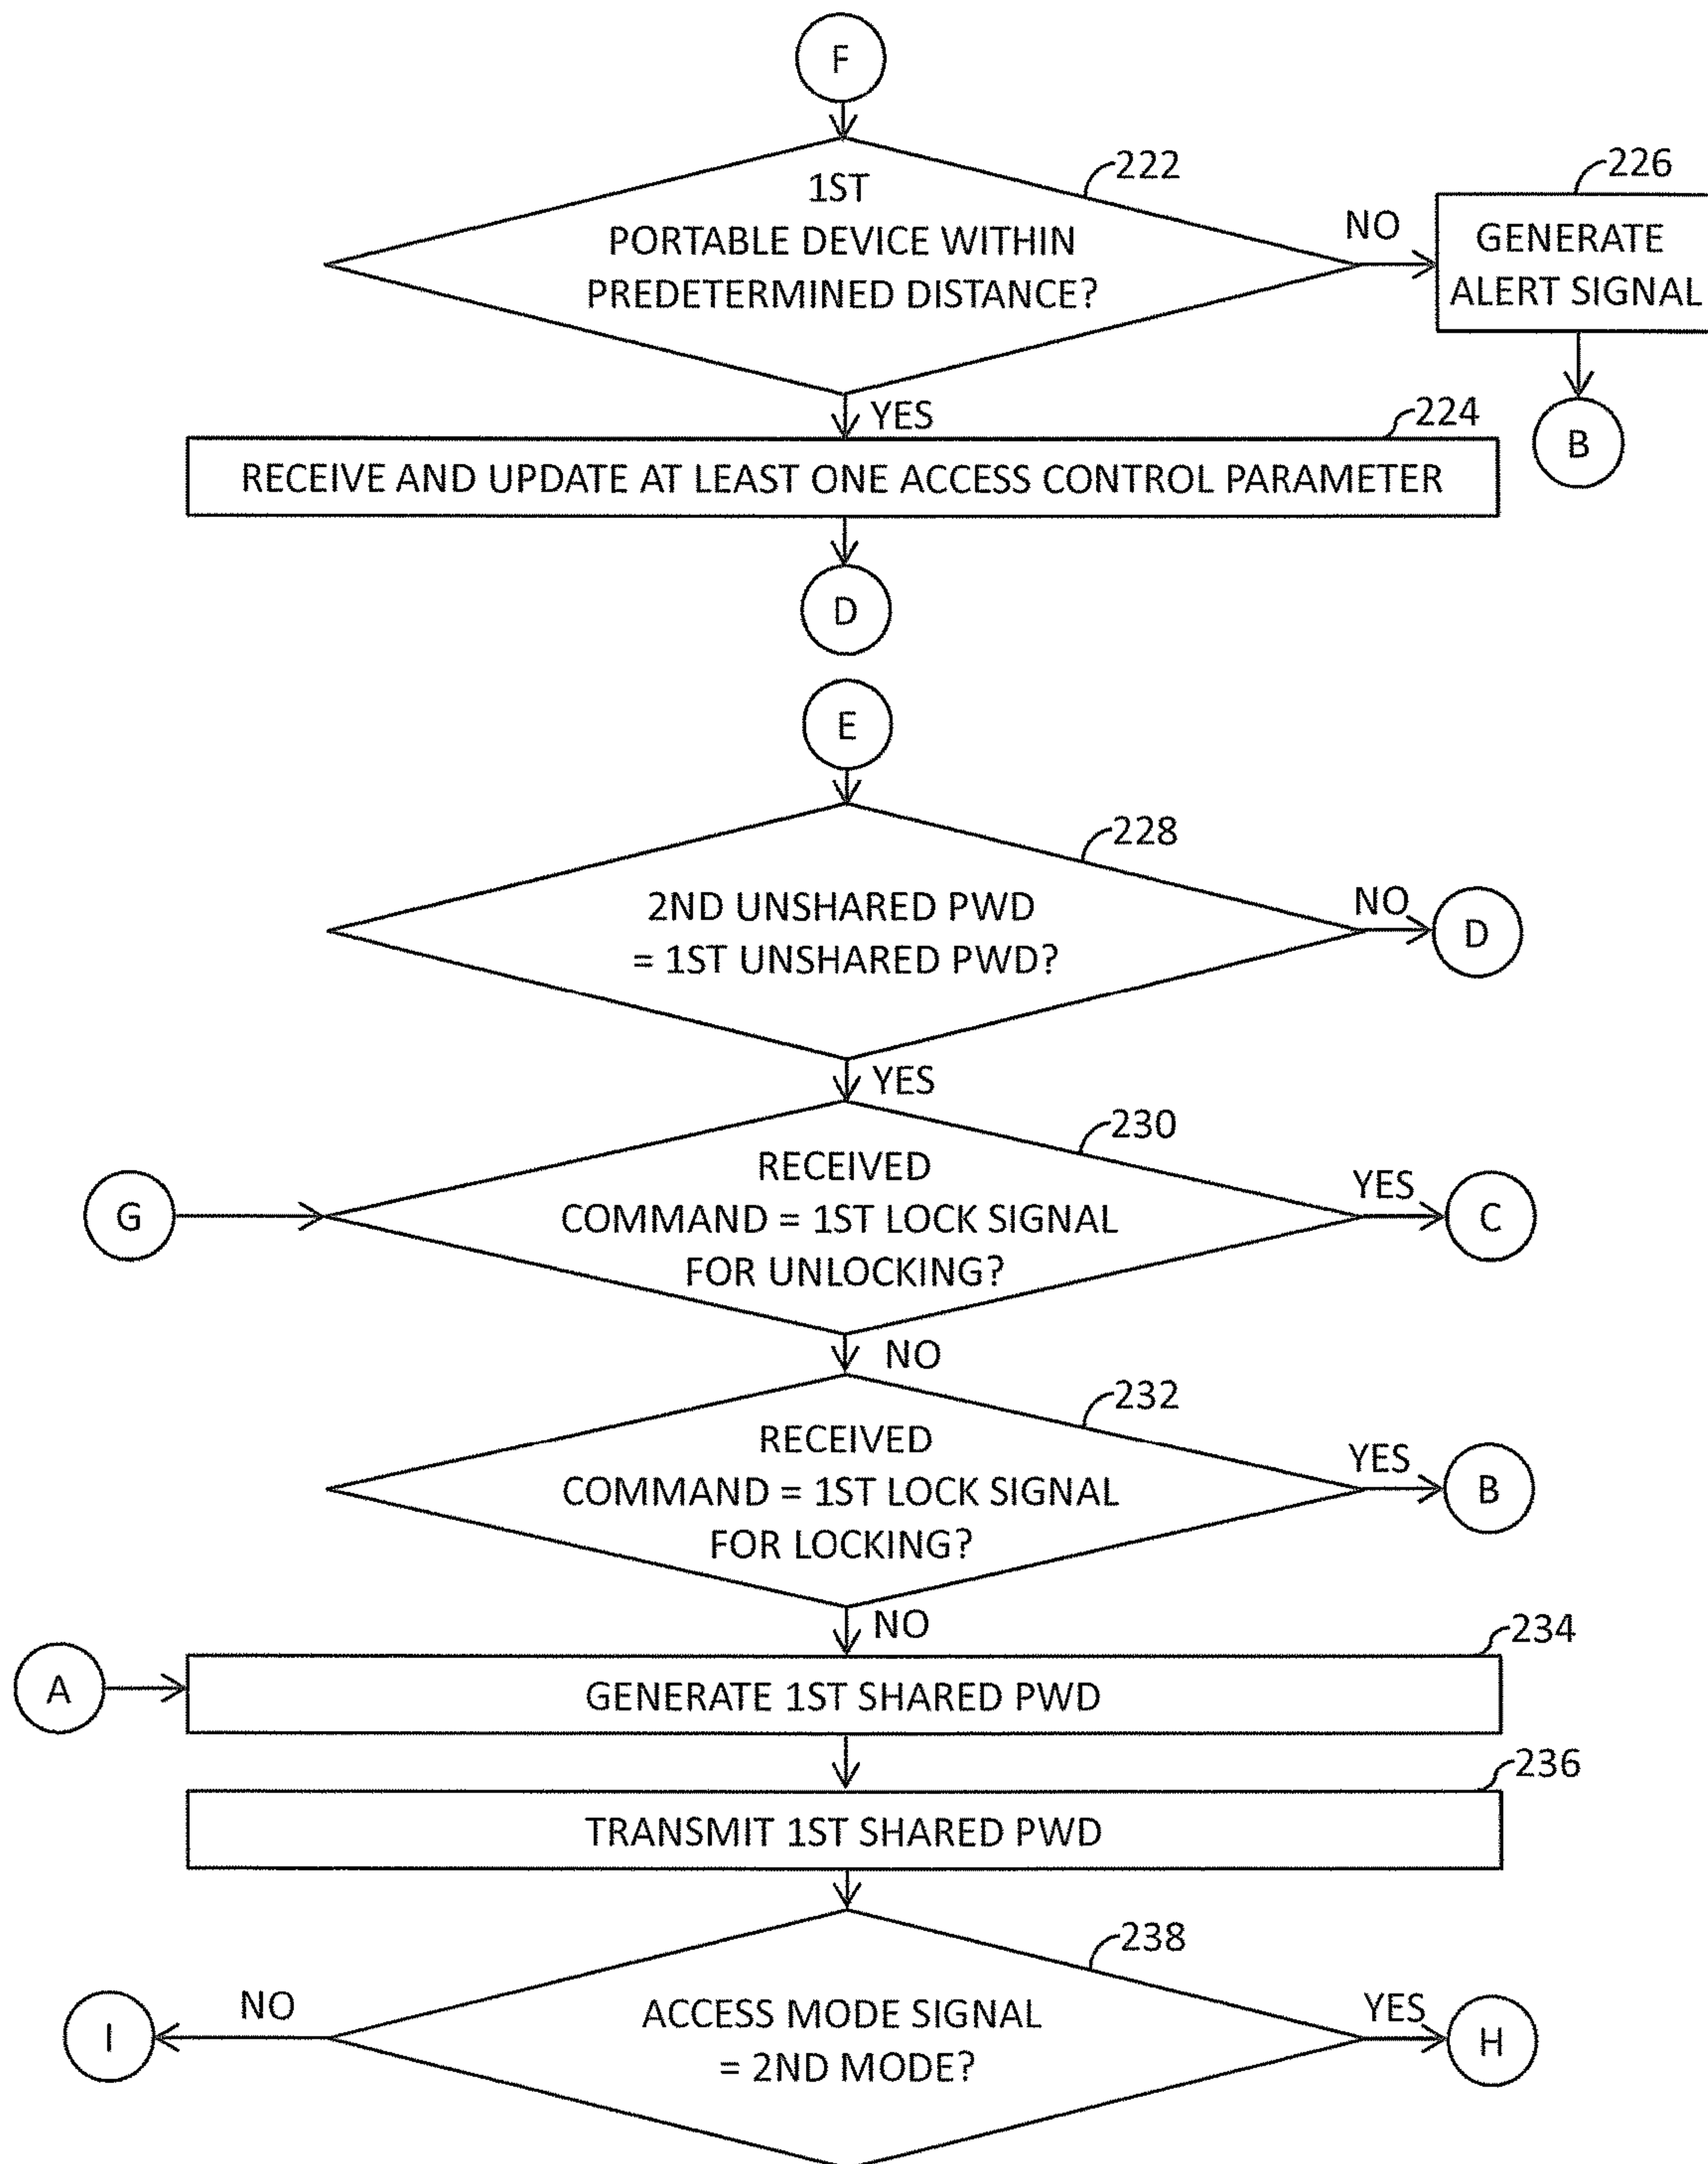 F
222
1ST
PORTABLE DEVICE WITHIN
PREDETERMINED DISTANCE?
NO
226
GENERATE
ALERT SIGNAL
B
YES
224
RECEIVE AND UPDATE AT LEAST ONE ACCESS CONTROL PARAMETER
D
E
228
2ND UNSHARED PWD
= 1ST UNSHARED PWD?
NO
D
YES
230
G
RECEIVED
COMMAND = 1ST LOCK SIGNAL
FOR UNLOCKING?
YES
C
NO
232
RECEIVED
COMMAND = 1ST LOCK SIGNAL
FOR LOCKING?
YES
B
NO
234
A
GENERATE 1ST SHARED PWD
236
TRANSMIT 1ST SHARED PWD
238
I
NO
ACCESS MODE SIGNAL
= 2ND MODE?
YES
H